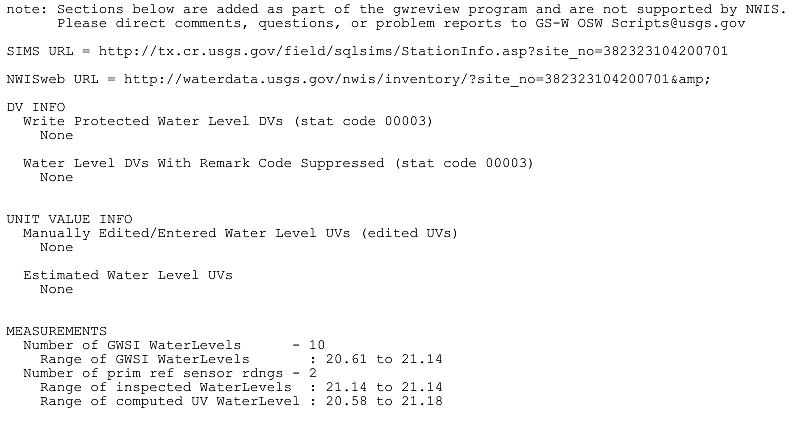 note: Sections below are added as part of the gwreview program and are not supported by NWIS.
Please direct comments, questions, or problem reports to GS-W OSW Scripts@usgs.gov
SIMS URL = http://tx.cr.usgs.gov/field/sqlsims/StationInfo.asp?site_no=382323104200701
NWISweb URL = http://waterdata.usgs.gov/nwis/inventory/?site_no=382323104200701&amp;
DV INFO
Write Protected Water Level DVs (stat code 00003)
None
Water Level DVs With Remark Code Suppressed (stat code 00003)
None
UNIT VALUE INFO
Manually Edited/Entered Water Level UVs (edited UVs)
None
Estimated Water Level UVs
None
MEASUREMENTS
Number of GWSI WaterLevels - 10
Range of GWSI WaterLevels : 20.61 to 21.14
Number of prim ref sensor rdngs - 2
Range of inspected WaterLevels : 21.14 to 21.14
Range of computed UV WaterLevel : 20.58 to 21.18